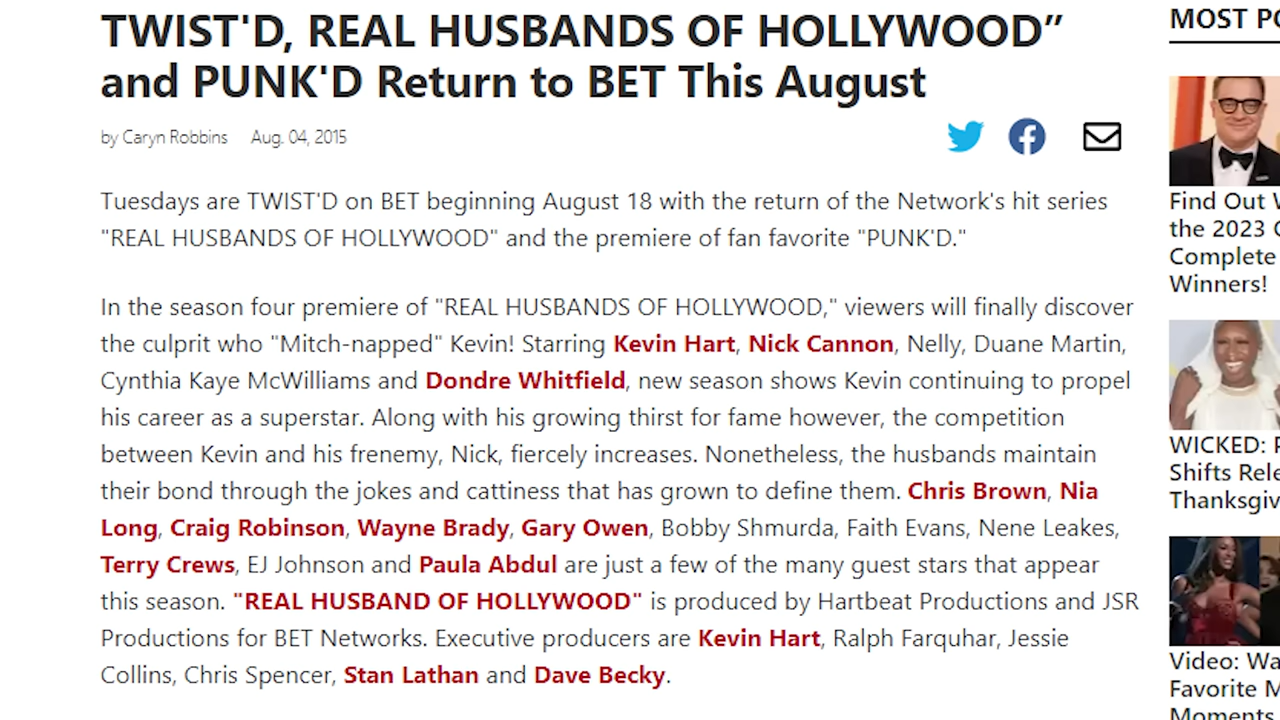 TWIST'D, REAL HUSBANDS OF HOLLYWOOD”
and PUNK'D Return to BET This August
by Caryn Robbins Aug. 04, 2015
Tuesdays are TWIST'D on BET beginning August 18 with the return of the Network's hit series
"REAL HUSBANDS OF HOLLYWOOD" and the premiere of fan favorite "PUNK'D."
In the season four premiere of "REAL HUSBANDS OF HOLLYWOOD," viewers will finally discover
the culprit who "Mitch-napped" Kevin! Starring Kevin Hart, Nick Cannon, Nelly, Duane Martin,
Cynthia Kaye McWilliams and Dondre Whitfield, new season shows Kevin continuing to propel
his career as a superstar. Along with his growing thirst for fame however, the competition
between Kevin and his frenemy, Nick, fiercely increases. Nonetheless, the husbands maintain
their bond through the jokes and cattiness that has grown to define them. Chris Brown, Nia
Long, Craig Robinson, Wayne Brady, Gary Owen, Bobby Shmurda, Faith Evans, Nene Leakes,
Terry Crews, EJ Johnson and Paula Abdul are just a few of the many guest stars that appear
this season. "REAL HUSBAND OF HOLLYWOOD" is produced by Hartbeat Productions and JSR
Productions for BET Networks. Executive producers are Kevin Hart, Ralph Farquhar, Jessie
Collins, Chris Spencer, Stan Lathan and Dave Becky.
MOST
Find Out
the 2023
Complete
Winners!
WICKED:
Shifts
Video:
Favorite
Moments